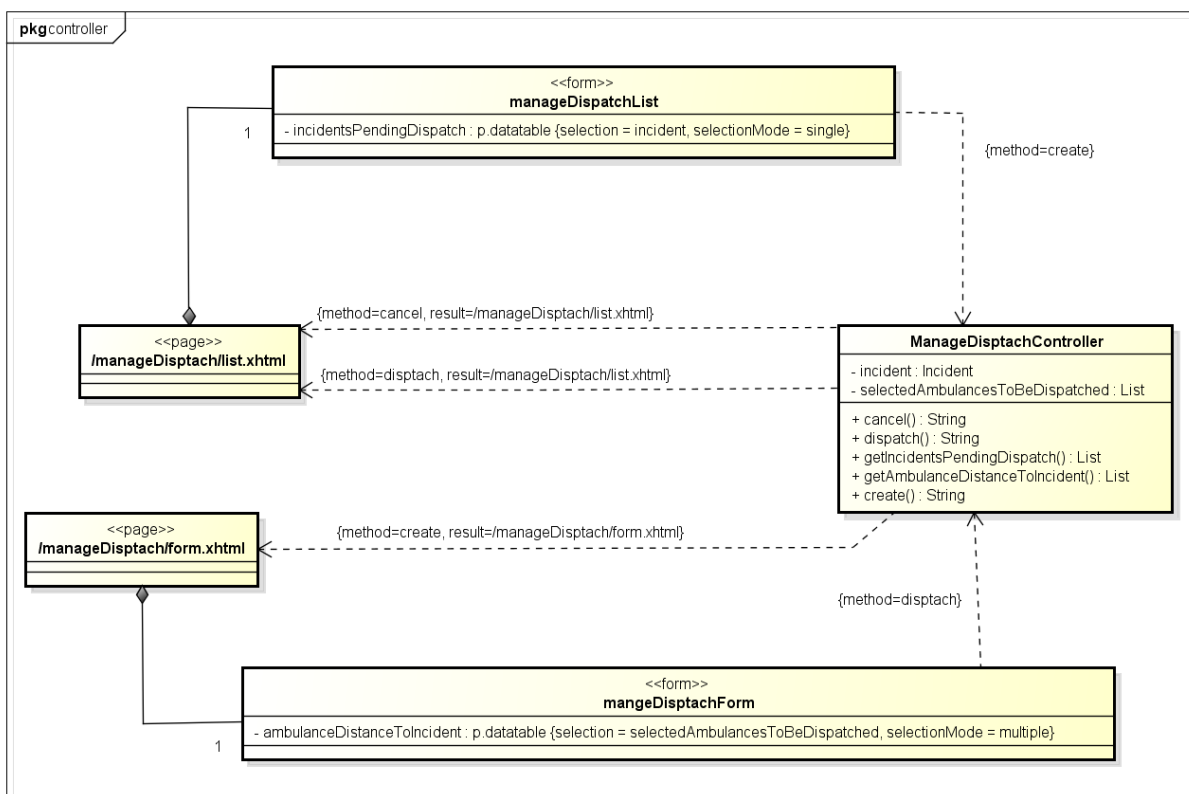 pkg controller
<<form>>
manageDispatchList
- incidentsPendingDispatch : p.datatable {selection = incident, selectionMode = single}
1
{method=create}
{method=cancel, result=/manageDisptach/list.xhtml}
<<page>>
/manageDisptach/list.xhtml
{method=disptach, result=/manageDisptach/list.xhtml}
ManageDisptachController
- incident : Incident
- selectedAmbulancesToBeDispatched : List
+ cancel() : String
+ dispatch() : String
+ getIncidentsPendingDispatch() : List
+ getAmbulanceDistanceToIncident() : List
+ create() : String
<<page>>
/manageDisptach/form.xhtml
{method=create, result=/manageDisptach/form.xhtml}
{method=disptach}
<<form>>
mangeDisptachForm
- ambulanceDistanceToIncident : p.datatable {selection = selectedAmbulancesToBeDispatched, selectionMode = multiple}
1